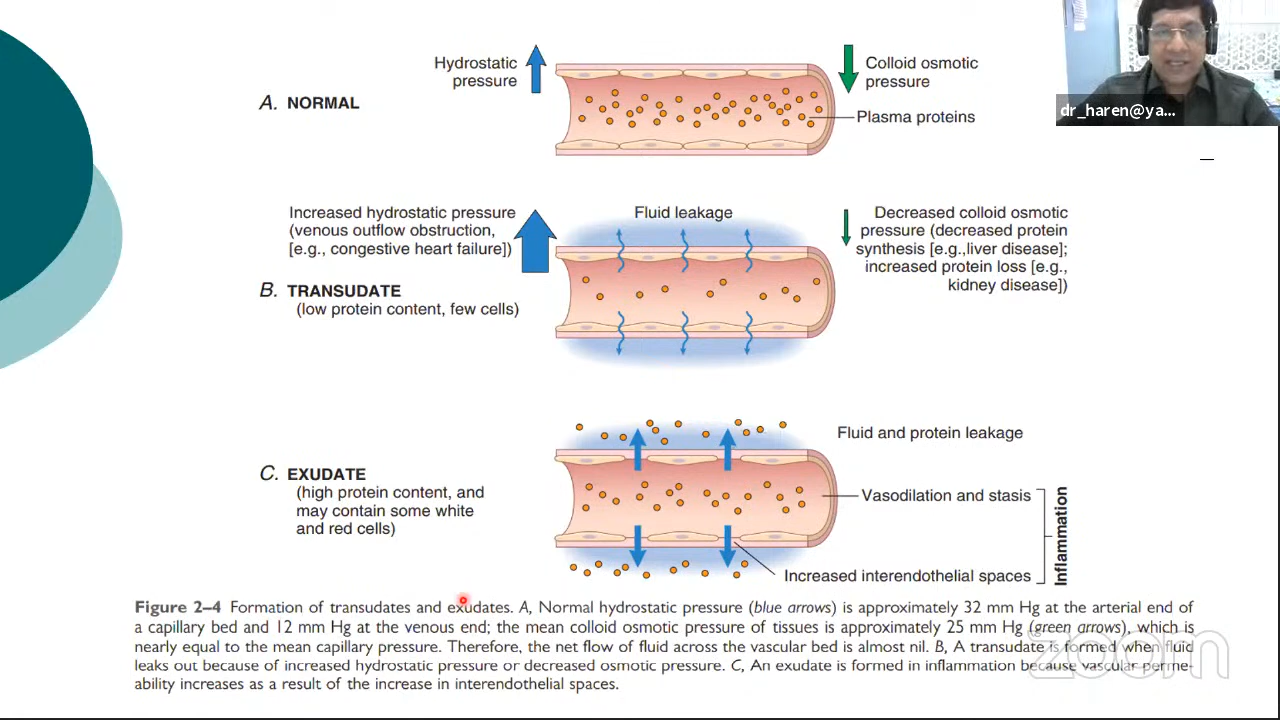 Hydrostatic
pressure
Colloid osmotic
pressure
A. NORMAL
Plasma proteins
dr_haren@ya...
Increased hydrostatic pressure
(venous outflow obstruction,
[e.g., congestive heart failure])
Fluid leakage
Decreased colloid osmotic
pressure (decreased protein
synthesis [e.g.,liver disease];
increased protein loss [e.g.,
kidney disease])
B. TRANSUDATE
(low protein content, few cells)
Fluid and protein leakage
C. EXUDATE
(high protein content, and
may contain some white
and red cells)
Vasodilation and stasis
Increased interendothelial spaces
Inflammation
Figure 2–4 Formation of transudates and exudates. A, Normal hydrostatic pressure (blue arrows) is approximately 32 mm Hg at the arterial end of
a capillary bed and 12 mm Hg at the venous end; the mean colloid osmotic pressure of tissues is approximately 25 mm Hg (green arrows), which is
nearly equal to the mean capillary pressure. Therefore, the net flow of fluid across the vascular bed is almost nil. B, A transudate is formed when fluid
leaks out because of increased hydrostatic pressure or decreased osmotic pressure. C, An exudate is formed in inflammation because vascular perme-
ability increases as a result of the increase in interendothelial spaces.
zoom